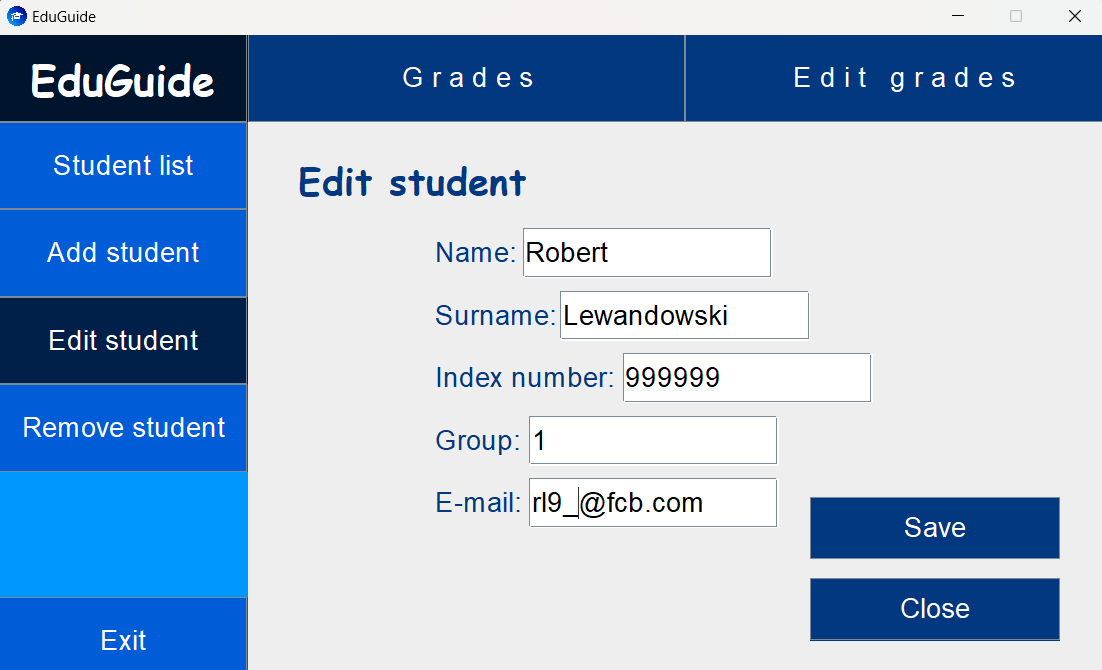 EduGuide
EduGuide
Grades
Edit grades
Student list
Add student
Edit student
Remove student
Exit
Edit student
Name: Robert
Surname: Lewandowski
Index number: 999999
Group: 1
E-mail: rl9_@fcb.com
Save
Close